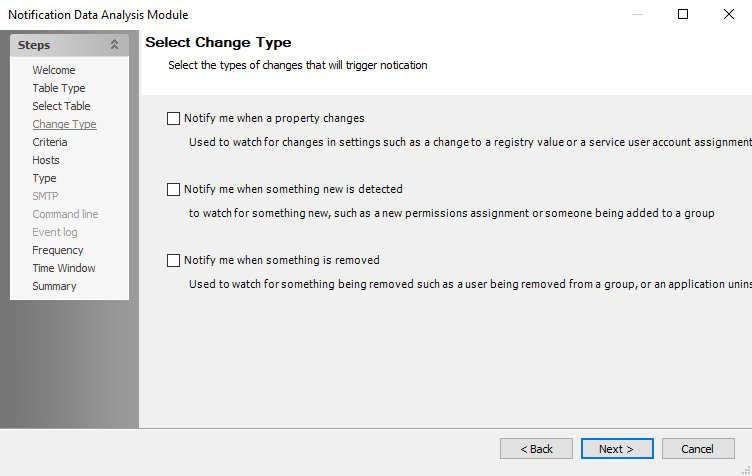 Notification Data Analysis Module
Steps
Welcome
Table Type
Select Table
Change Type
Criteria
Hosts
Type
SMTP
Command line
Event log
Frequency
Time Window
Summary
Select Change Type
Select the types of changes that will trigger notication
Notify me when a property changes
Used to watch for changes in settings such as a change to a registry value or a service user account assignment
Notify me when something new is detected
to watch for something new, such as a new permissions assignment or someone being added to a group
Notify me when something is removed
Used to watch for something being removed such as a user being removed from a group, or an application unins
< Back
Next >
Cancel